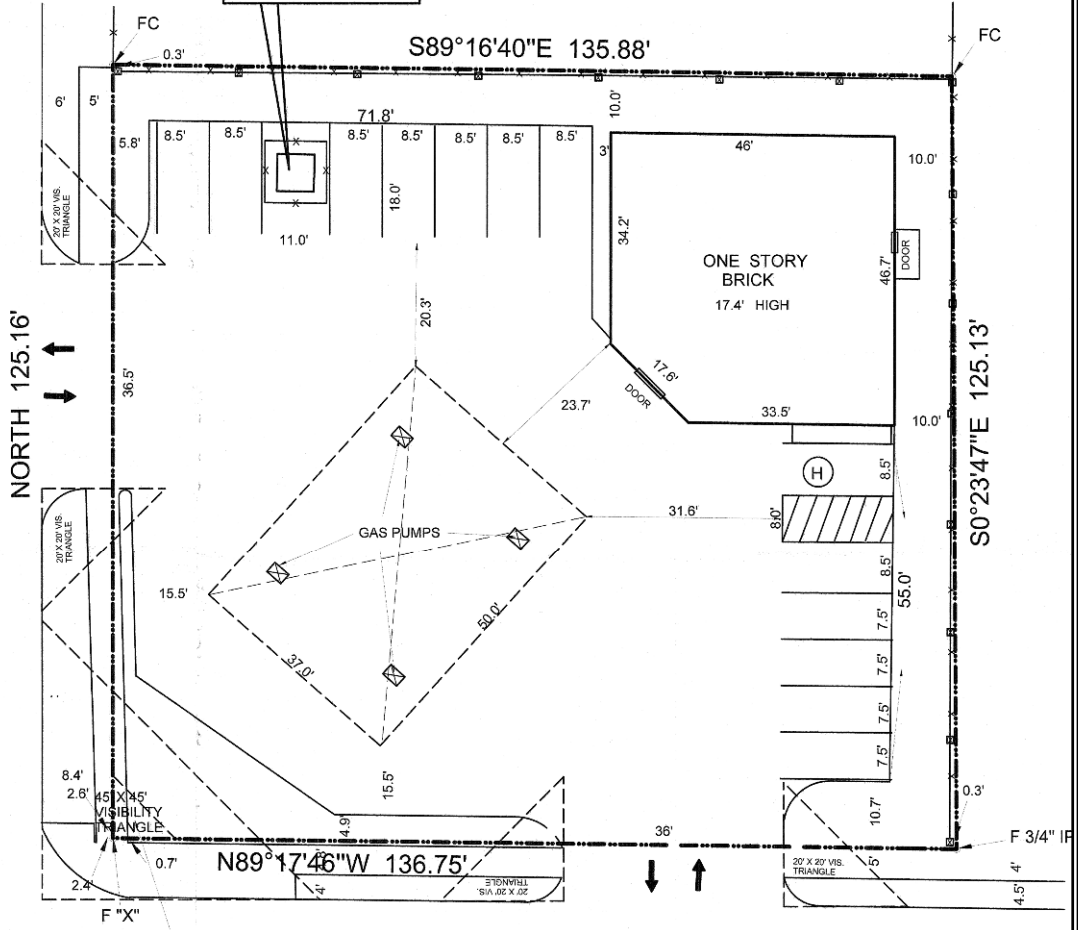 FC
0.3'
S89°16'40"E 135.88'
FC
6'
5'
5.8'
71.8'
10.0'
8.5'
8.5'
8.5'
8.5'
8.5'
8.5'
8.5'
3'
46'
10.0'
20' X 20' VIS.
TRIANGLE
18.0'
11.0'
34.2'
ONE STORY
BRICK
17.4' HIGH
46.7'
DOOR
20.3'
NORTH 125.16'
36.5'
17.6'
DOOR
23.7'
33.5'
10.0'
S0°23'47"E 125.13'
H
8.5'
8.0'
31.6'
20' X 20' VIS.
TRIANGLE
GAS PUMPS
15.5'
8.5'
55.0'
7.5'
7.5'
7.5'
7.5'
50.0'
37.0'
15.5'
8.4'
2.6'
45' X 45'
VISIBILITY
TRIANGLE
4.9'
36'
10.7'
0.3'
F 3/4" IP
0.7'
N89°17'46"W 136.75'
2.4'
4'
20' X 20' VIS.
TRIANGLE
20' X 20' VIS.
TRIANGLE
5'
4'
4.5'
F "X"